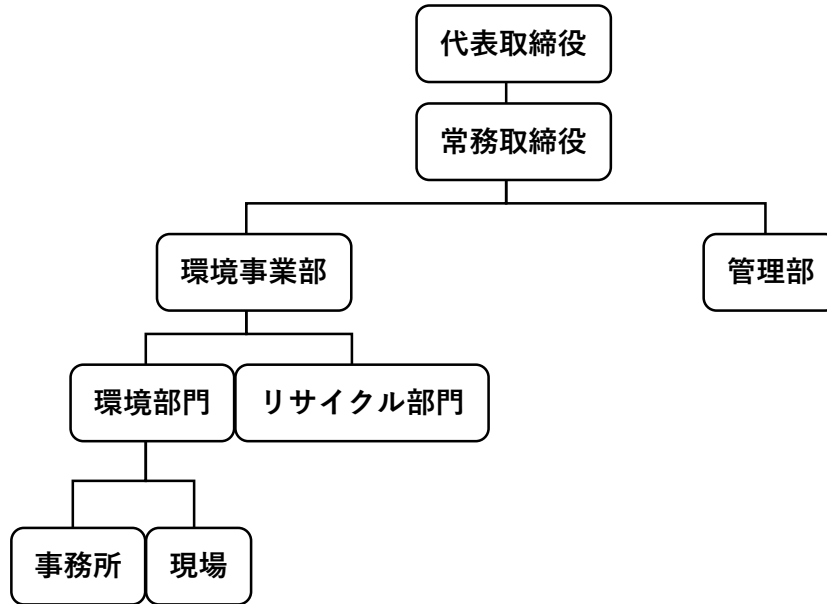 代表取締役
常務取締役
環境事業部
管理部
環境部門
リサイクル部門
事務所
現場